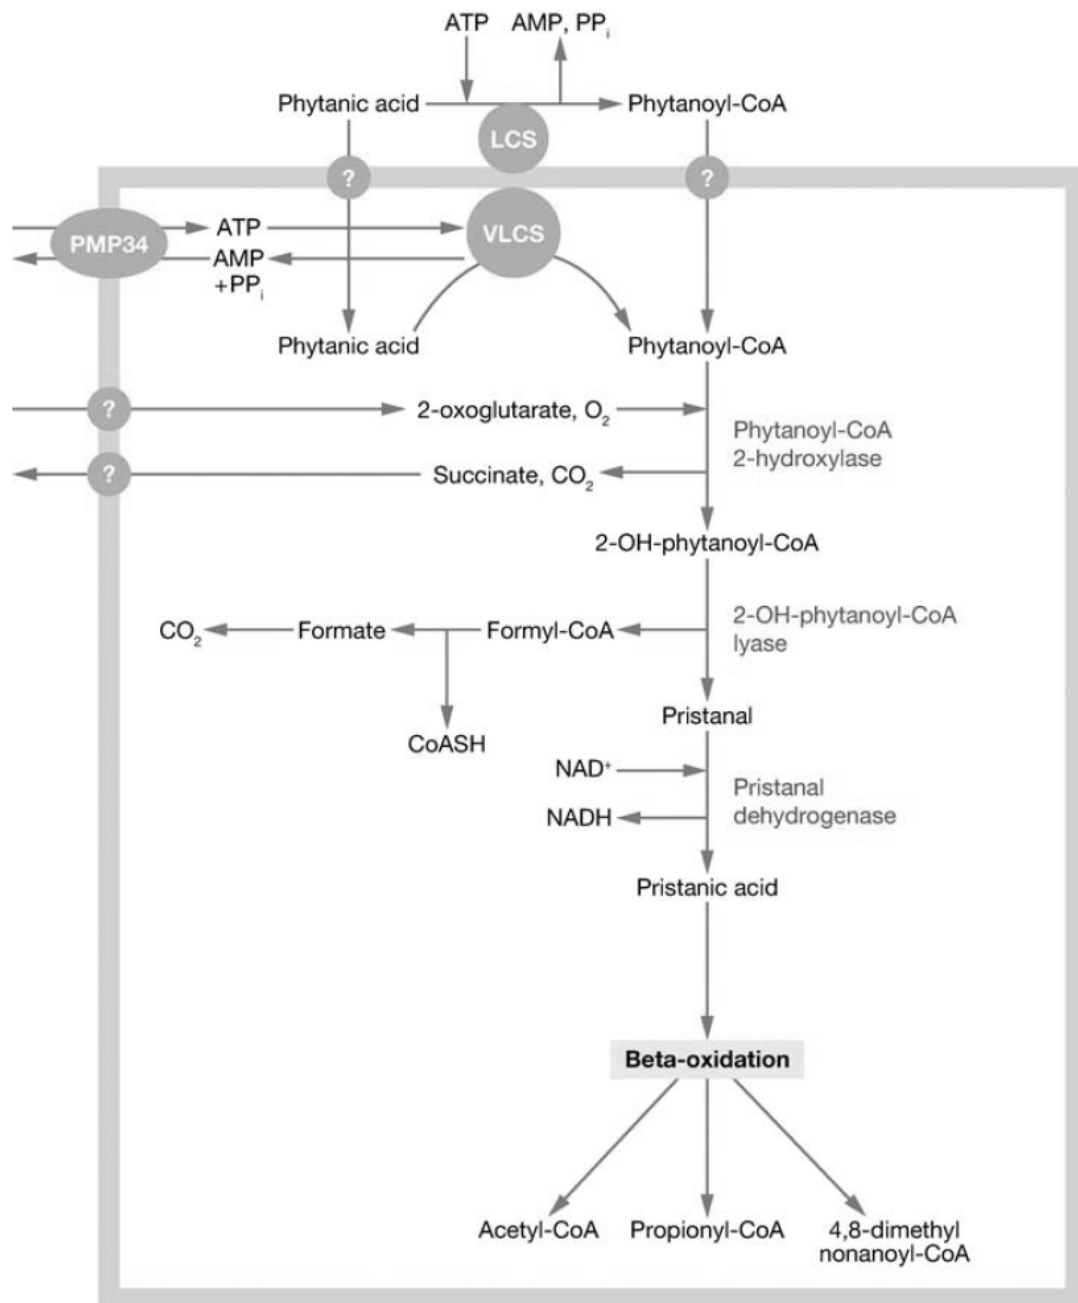 ATP AMP, PPi
Phytanic acid Phytanoyl-CoA
LCS
? ?
PMP34 ATP VLCS
AMP
+PPi
Phytanic acid Phytanoyl-CoA
? 2-oxoglutarate, O2
Phytanoyl-CoA
2-hydroxylase
? Succinate, CO2
2-OH-phytanoyl-CoA
2-OH-phytanoyl-CoA
lyase
CO2 Formate Formyl-CoA
Pristanal
CoASH
NAD+
Pristanal
dehydrogenase
NADH
Pristanic acid
Beta-oxidation
Acetyl-CoA Propionyl-CoA 4,8-dimethyl
nonanoyl-CoA